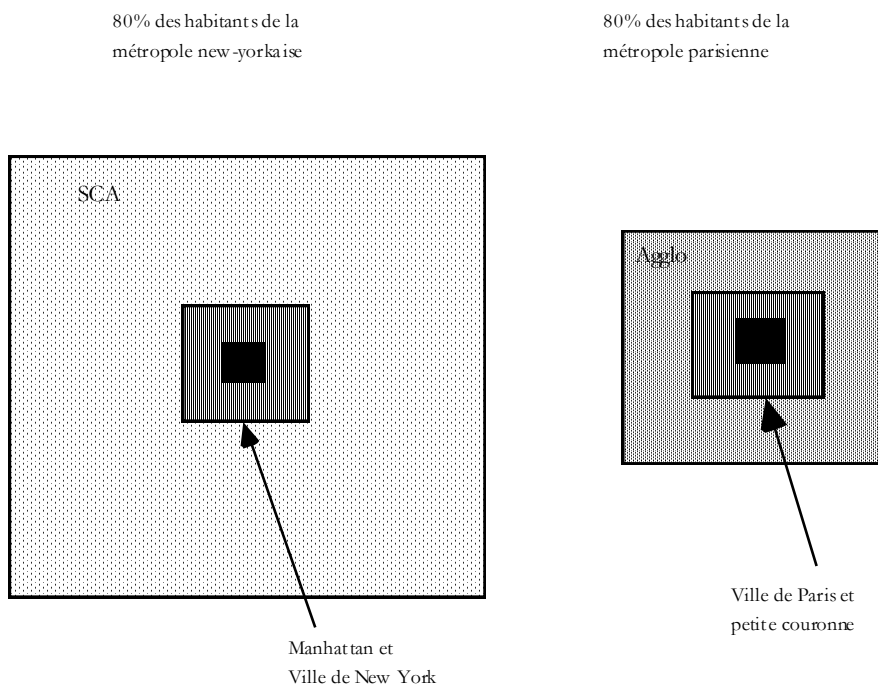 80% des habitants de la
métropole new-yorkaise
80% des habitants de la
métropole parisienne
SCA
Agglo
Ville de Paris et
petite couronne
Manhattan et
Ville de New York